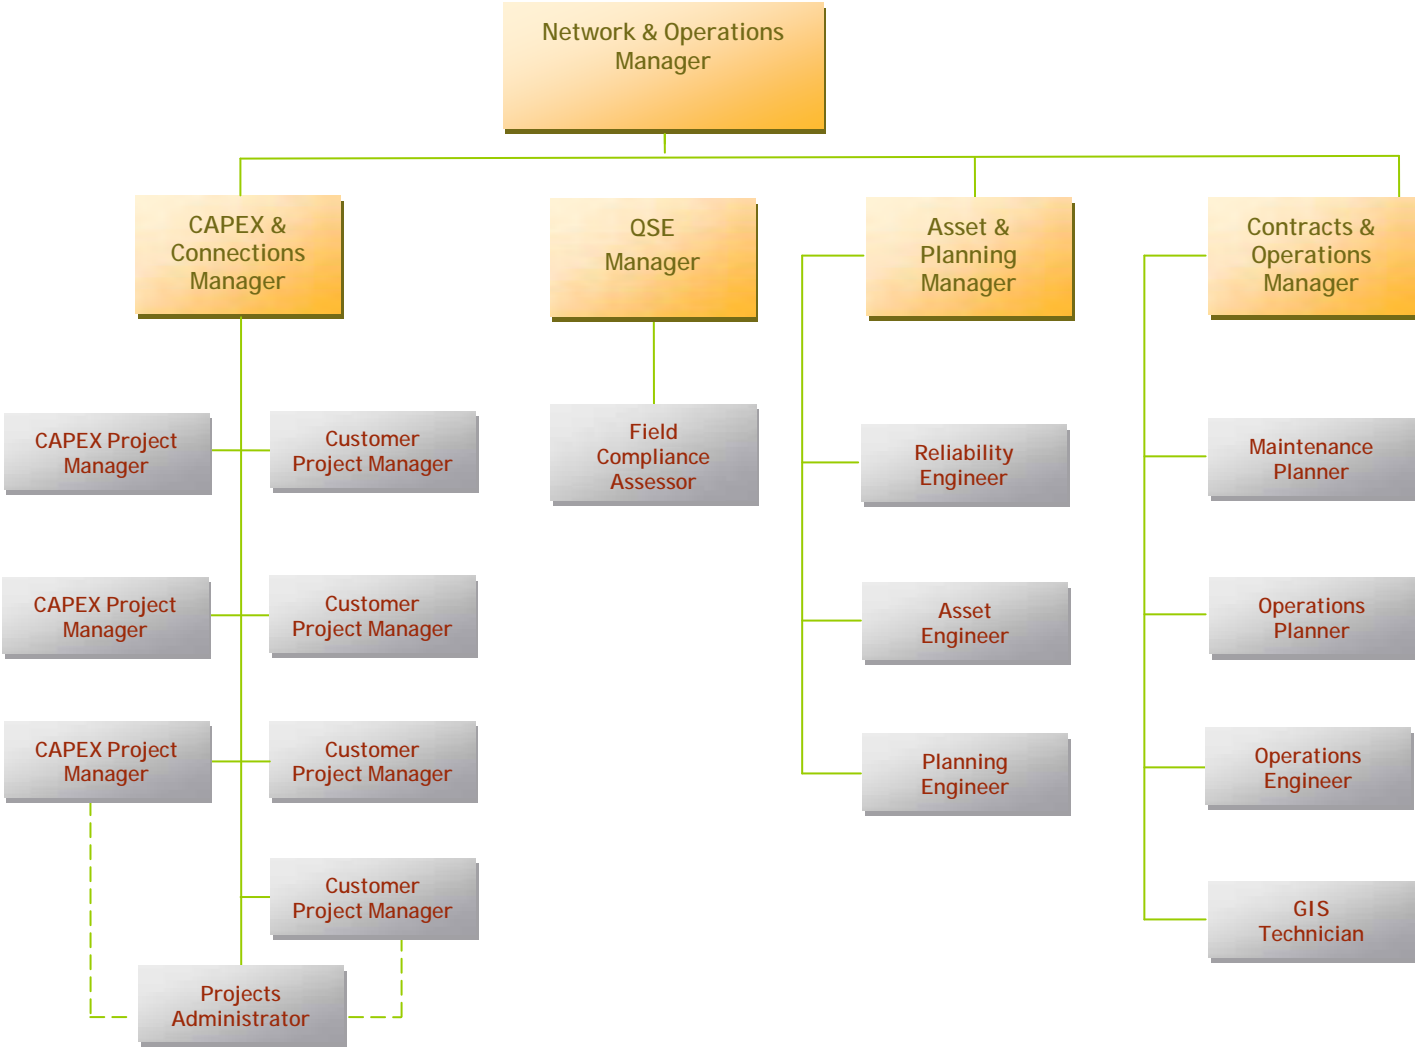 Network & Operations
Manager
CAPEX &
Connections
Manager
QSE
Manager
Asset &
Planning
Manager
Contracts &
Operations
Manager
CAPEX Project
Manager
Customer
Project Manager
Field
Compliance
Assessor
Reliability
Engineer
Maintenance
Planner
CAPEX Project
Manager
Customer
Project Manager
Asset
Engineer
Operations
Planner
CAPEX Project
Manager
Customer
Project Manager
Planning
Engineer
Operations
Engineer
Customer
Project Manager
GIS
Technician
Projects
Administrator